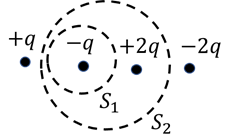 +q −q +2q −2q
S₁
S₂